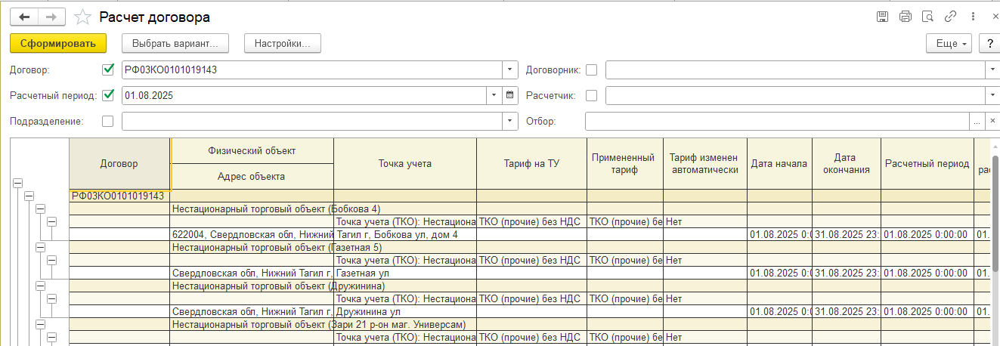 Расчет договора
Сформировать Выбрать вариант... Настройки... Еще ?
Договор: РФ03КО0101019143 Договорник:
Расчетный период: 01.08.2025 Расчетчик:
Подразделение: Отбор: ...
Договор Физический объект Адрес объекта Точка учета Тариф на ТУ Примененный тариф Тариф изменен автоматически Дата начала Дата окончания Расчетный период рас
РФ03КО0101019143
Нестационарный торговый объект (Бобкова 4)
Точка учета (ТКО): Нестациона ТКО (прочие) без НДС ТКО (прочие) бе Нет
622004, Свердловская обл, Нижний Тагил г, Бобкова ул, дом 4 01.08.2025 0:0 31.08.2025 23: 01.08.2025 0:00:00 01.
Нестационарный торговый объект (Газетная 5)
Точка учета (ТКО): Нестациона ТКО (прочие) без НДС ТКО (прочие) бе Нет
Свердловская обл, Нижний Тагил г, Газетная ул 01.08.2025 0:0 31.08.2025 23: 01.08.2025 0:00:00 01.
Нестационарный торговый объект (Дружинина)
Точка учета (ТКО): Нестациона ТКО (прочие) без НДС ТКО (прочие) бе Нет
Свердловская обл, Нижний Тагил г, Дружинина ул 01.08.2025 0:0 31.08.2025 23: 01.08.2025 0:00:00 01.
Нестационарный торговый объект (Зари 21 р-он маг. Универсам)
Точка учета (ТКО): Нестациона ТКО (прочие) без НДС ТКО (прочие) бе Нет